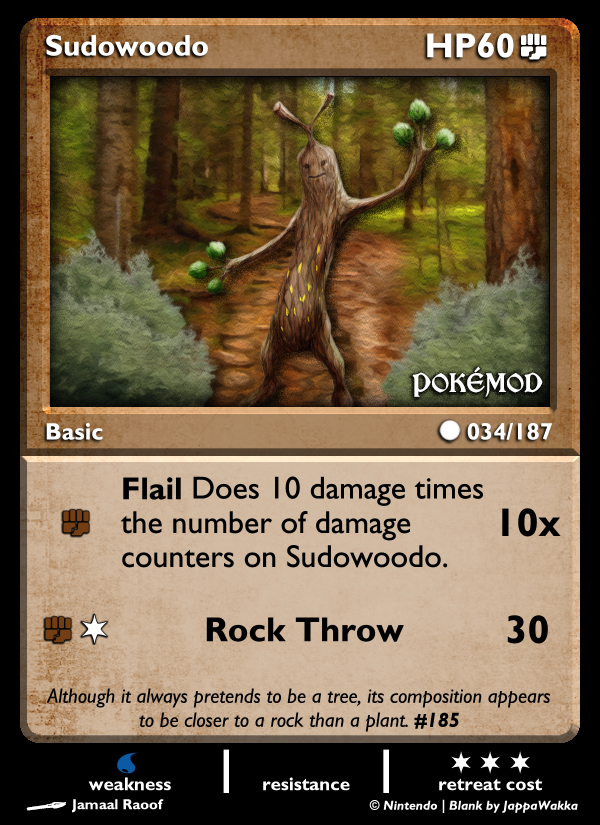 Sudowoodo HP60
POKÉMOD
Basic 034/187
Flail Does 10 damage times
the number of damage 10x
counters on Sudowoodo.
Rock Throw 30
Although it always pretends to be a tree, its composition appears
to be closer to a rock than a plant. #185
weakness resistance retreat cost
Jamaal Raoof © Nintendo | Blank by JappaWakka